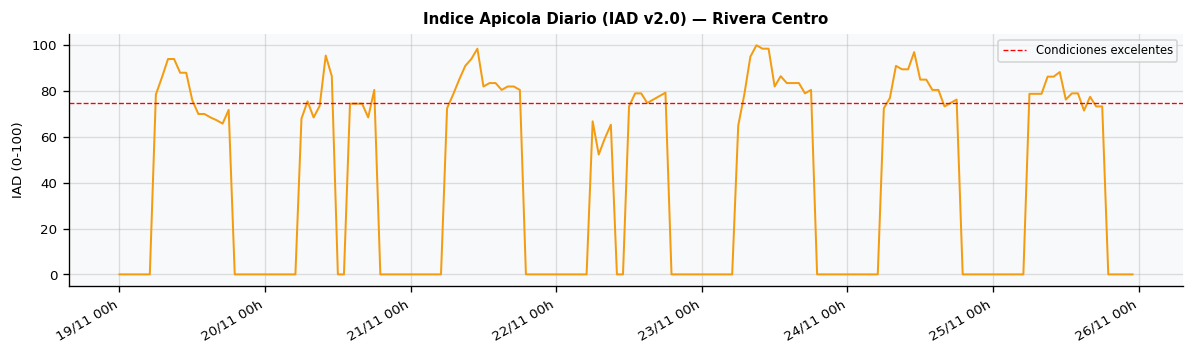 Indice Apicola Diario (IAD v2.0) — Rivera Centro
Condiciones excelentes
IAD (0-100)
100
80
60
40
20
0
19/11 00h
20/11 00h
21/11 00h
22/11 00h
23/11 00h
24/11 00h
25/11 00h
26/11 00h